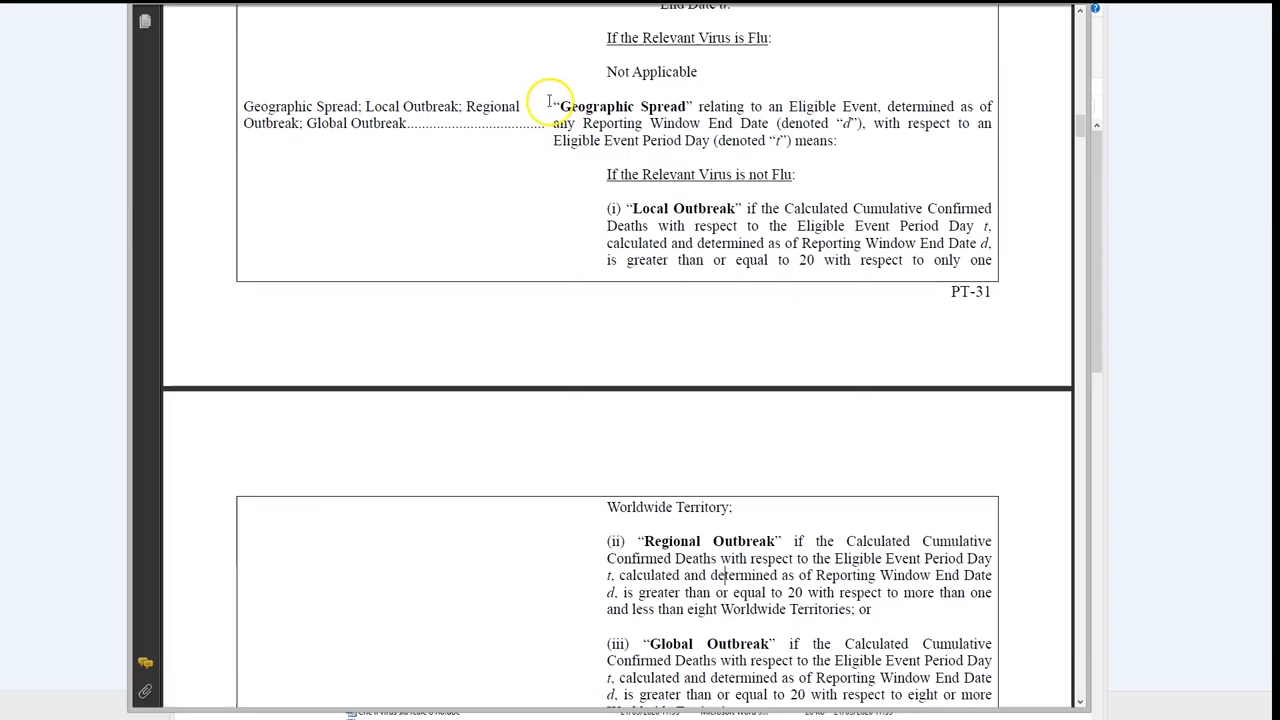 End Date t.
If the Relevant Virus is Flu:
Not Applicable
Geographic Spread; Local Outbreak; Regional
Outbreak; Global Outbreak....................................
“Geographic Spread” relating to an Eligible Event, determined as of
any Reporting Window End Date (denoted “d”), with respect to an
Eligible Event Period Day (denoted “t”) means:
If the Relevant Virus is not Flu:
(i) “Local Outbreak” if the Calculated Cumulative Confirmed
Deaths with respect to the Eligible Event Period Day t,
calculated and determined as of Reporting Window End Date d,
is greater than or equal to 20 with respect to only one
PT-31
Worldwide Territory;
(ii) “Regional Outbreak” if the Calculated Cumulative
Confirmed Deaths with respect to the Eligible Event Period Day
t, calculated and determined as of Reporting Window End Date
d, is greater than or equal to 20 with respect to more than one
and less than eight Worldwide Territories; or
(iii) “Global Outbreak” if the Calculated Cumulative
Confirmed Deaths with respect to the Eligible Event Period Day
t, calculated and determined as of Reporting Window End Date
d, is greater than or equal to 20 with respect to eight or more